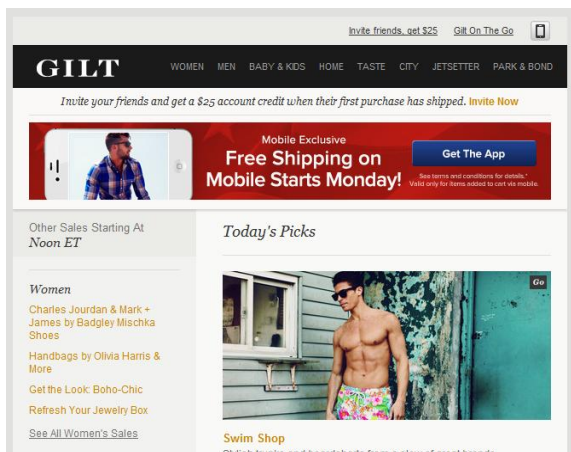 Invite friends, get $25 Gilt On The Go
GILT WOMEN MEN BABY & KIDS HOME TASTE CITY JETSETTER PARK & BOND
Invite your friends and get a $25 account credit when their first purchase has shipped. Invite Now
Mobile Exclusive
Free Shipping on
Mobile Starts Monday!
Get The App
See terms and conditions for details.*
Valid only for items added to cart via mobile.
Other Sales Starting At
Noon ET
Women
Charles Jourdan & Mark +
James by Badgley Mischka
Shoes
Handbags by Olivia Harris &
More
Get the Look: Boho-Chic
Refresh Your Jewelry Box
See All Women's Sales
Today's Picks
Go
Swim Shop